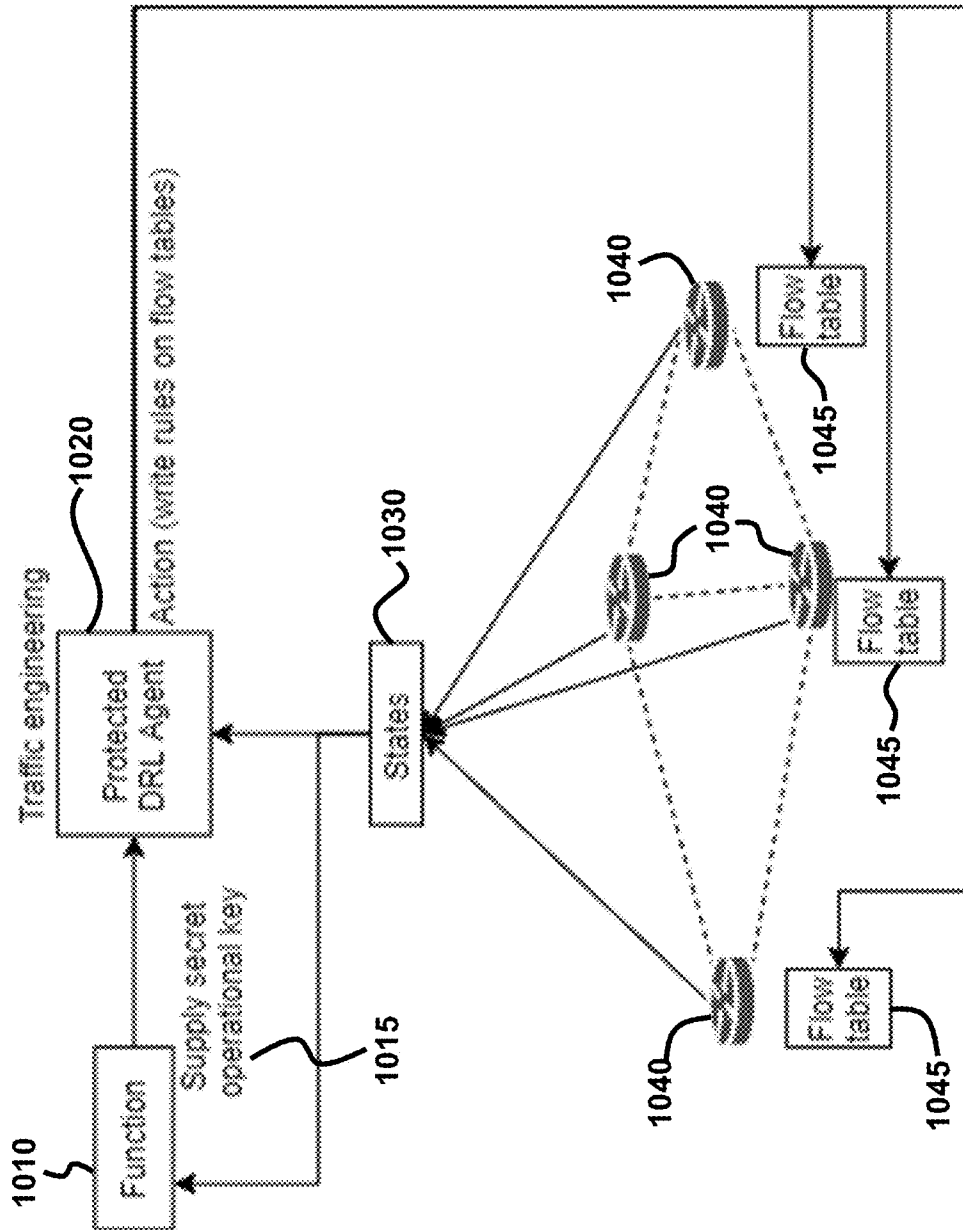 Traffic engineering
1020
1010
Function
Protected
DRL Agent
Action (write rules on flow tables)
Supply secret
operational key
1015
1030
States
1040
1040
1040
Flow
table
1045
Flow
table
1045
Flow
table
1045